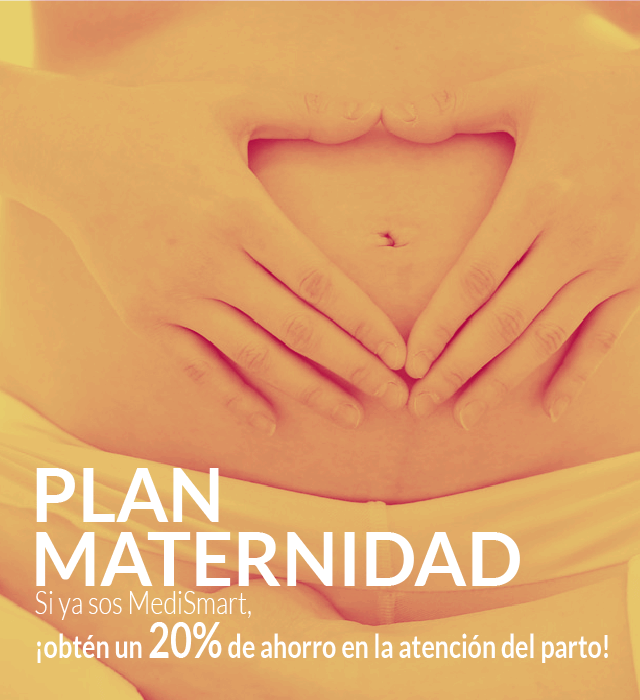 PLAN
MATERNIDAD
Si ya sos MediSmart,
¡obtén un 20% de ahorro en la atención del parto!